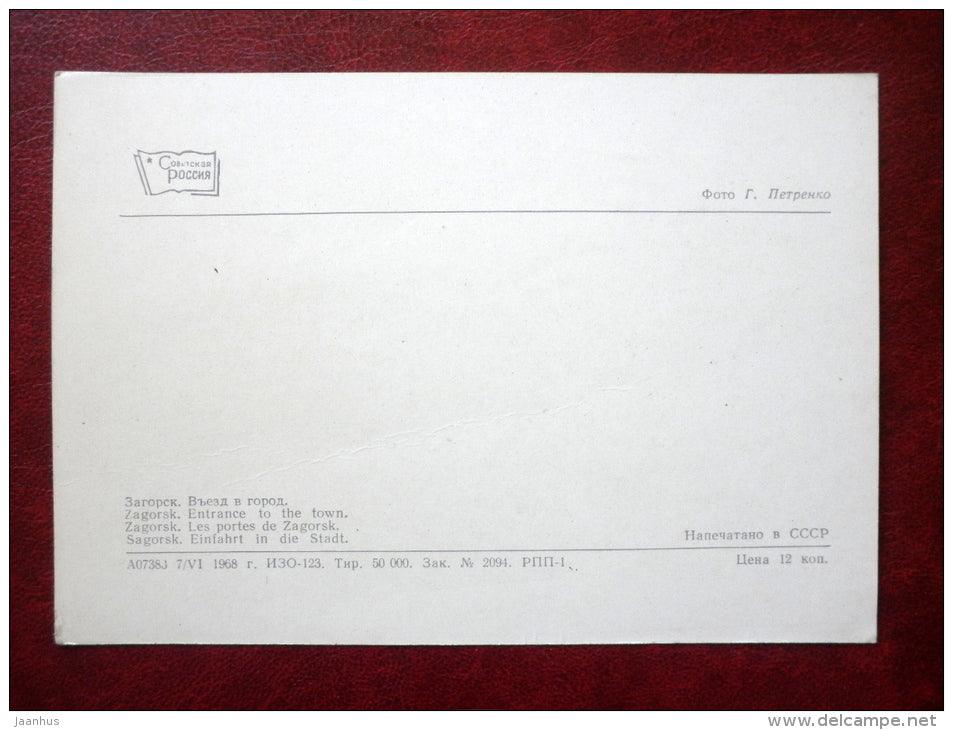 Советская
Россия
Фото Г. Петренко
Загорск. Въезд в город.
Zagorsk. Entrance to the town.
Zagorsk. Les portes de Zagorsk.
Sagorsk. Einfahrt in die Stadt.
Напечатано в СССР
А07383 7/VI 1968 г. ИЗО-123. Тир. 50 000. Зак. № 2094. РПП-1
Цена 12 коп.
jaanhus
delcampe.net